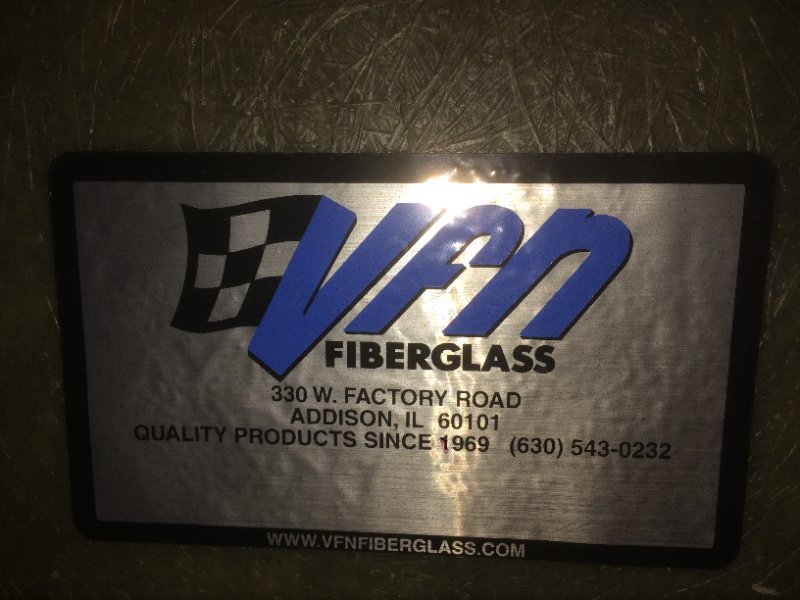 VFN
FIBERGLASS
330 W. FACTORY ROAD
ADDISON, IL 60101
QUALITY PRODUCTS SINCE 1969 (630) 543-0232
WWW.VFNFIBERGLASS.COM